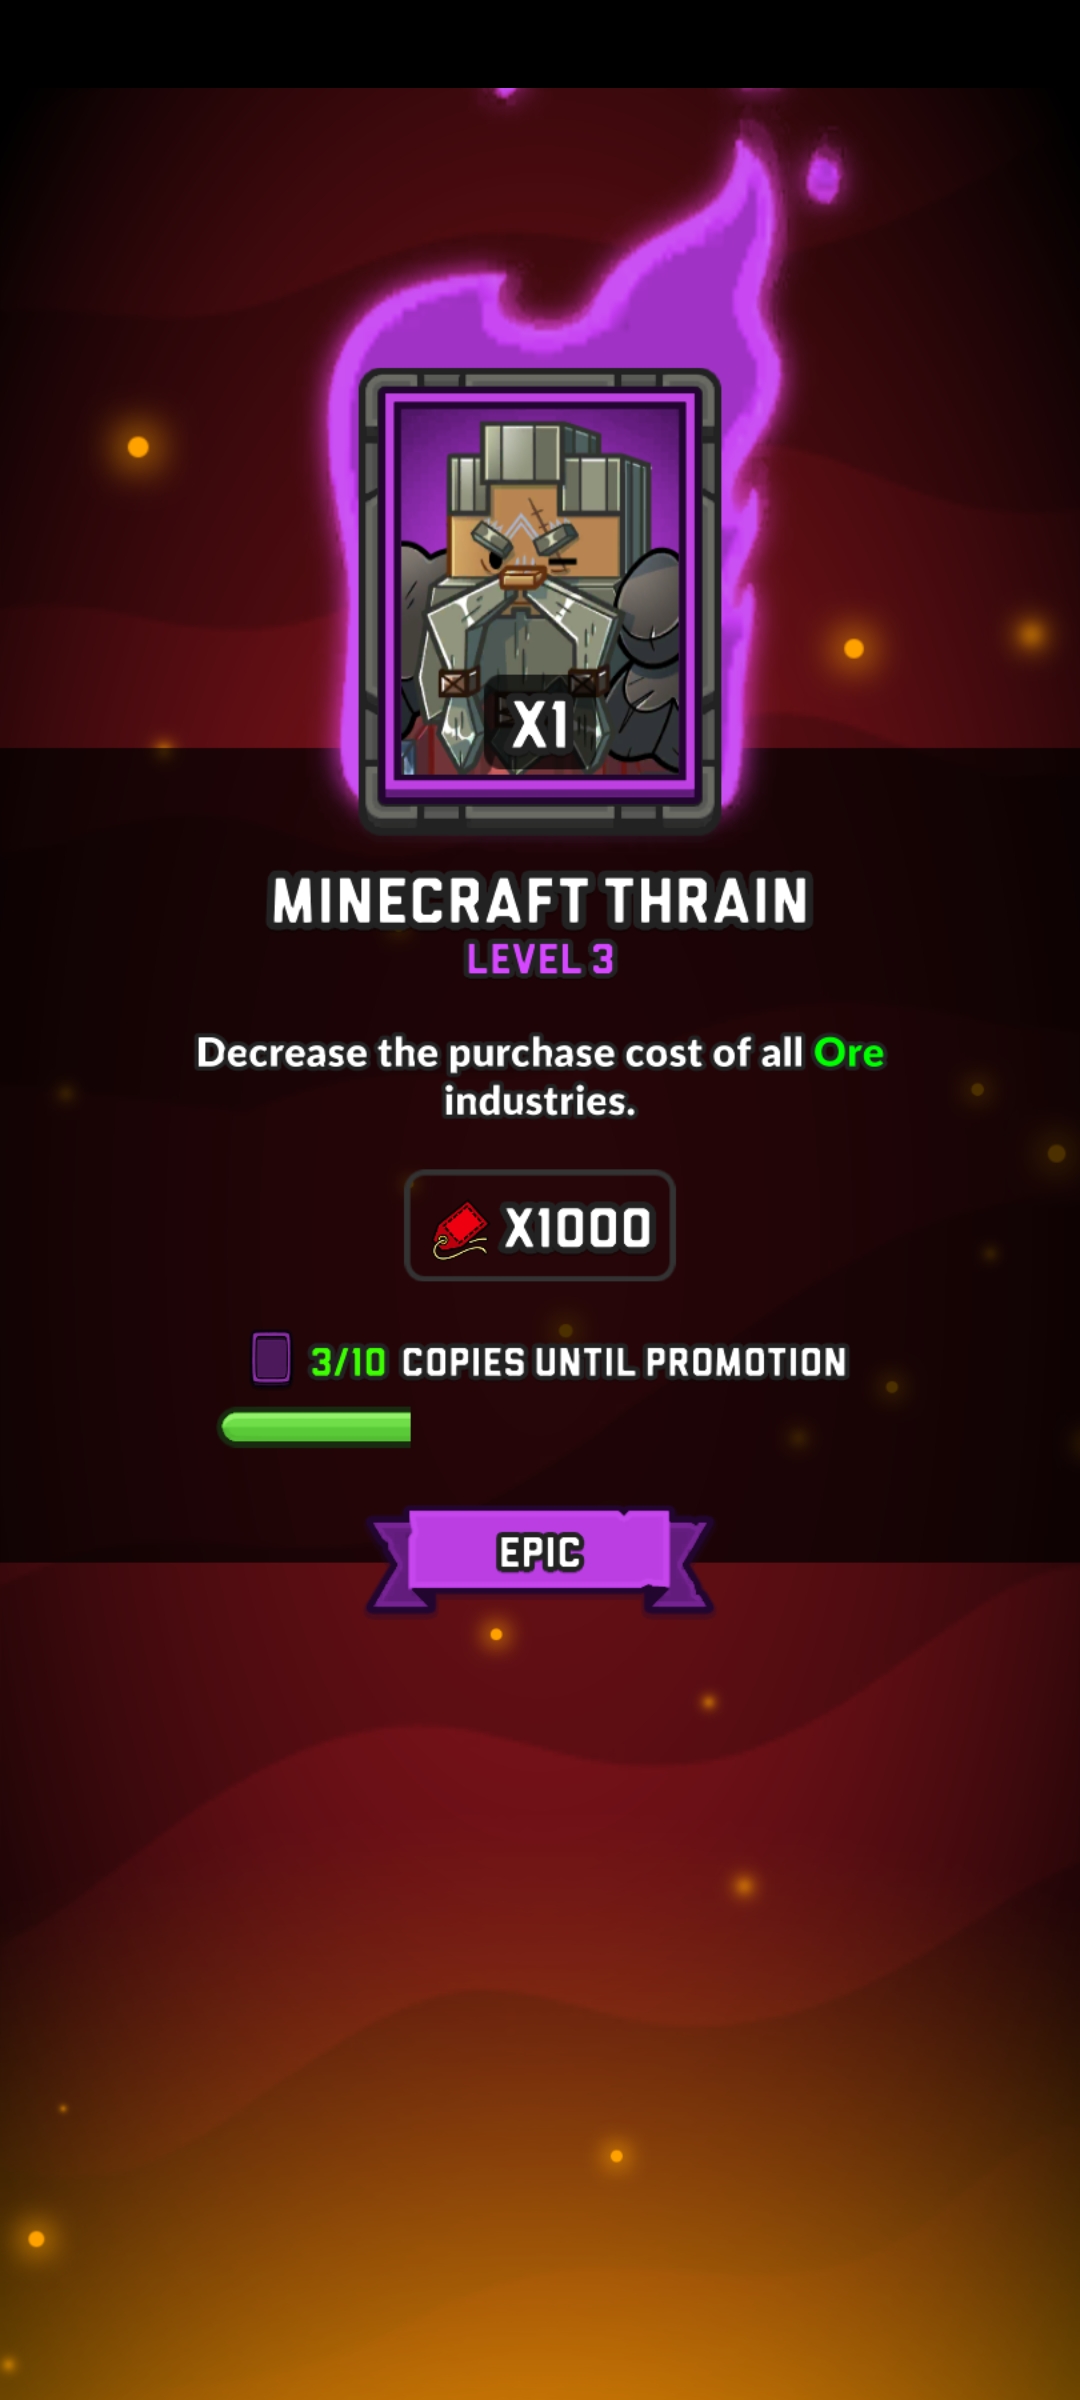 X1
MINECRAFT THRAIN
LEVEL 3
Decrease the purchase cost of all Ore
industries.
X1000
3/10 COPIES UNTIL PROMOTION
EPIC